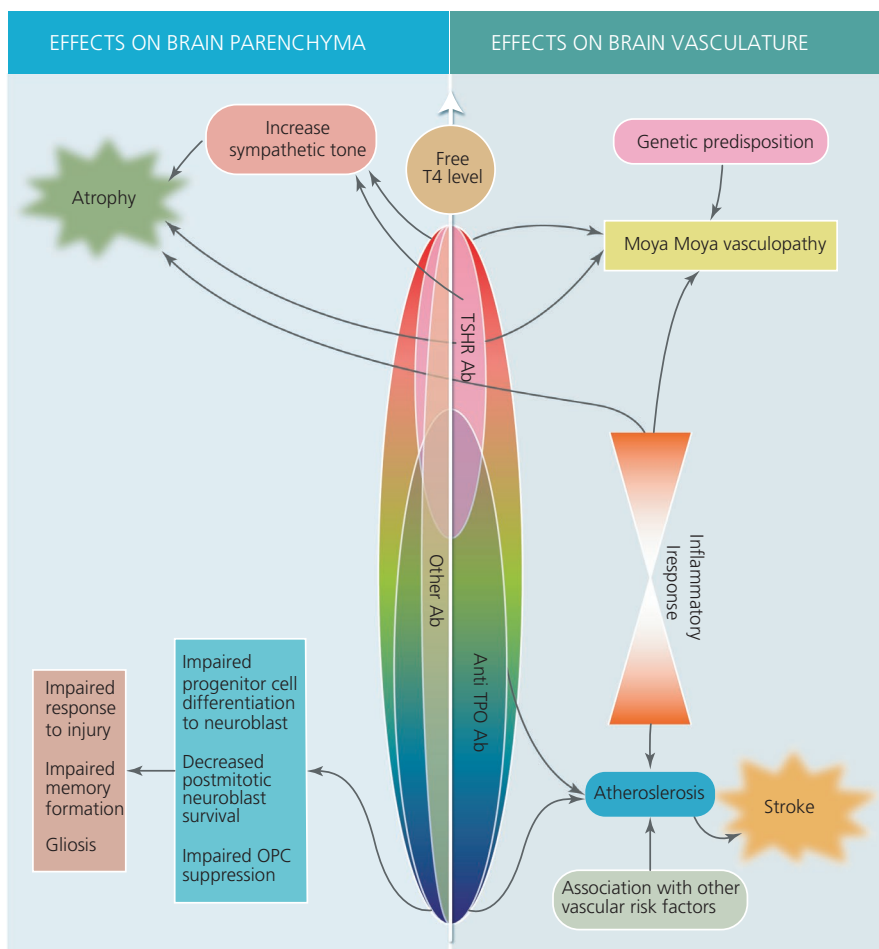 EFFECTS ON BRAIN PARENCHYMA
EFFECTS ON BRAIN VASCULATURE
Increase
sympathetic tone
Atrophy
Free
T4 level
Genetic predisposition
Moya Moya vasculopathy
TSHR Ab
Other Ab
Anti TPO Ab
Inflammatory
Iresponse
Impaired
response
to injury
Impaired
memory
formation
Gliosis
Impaired
progenitor cell
differentiation
to neuroblast
Decreased
postmitotic
neuroblast
survival
Impaired OPC
suppression
Atheroslerosis
Stroke
Association with other
vascular risk factors